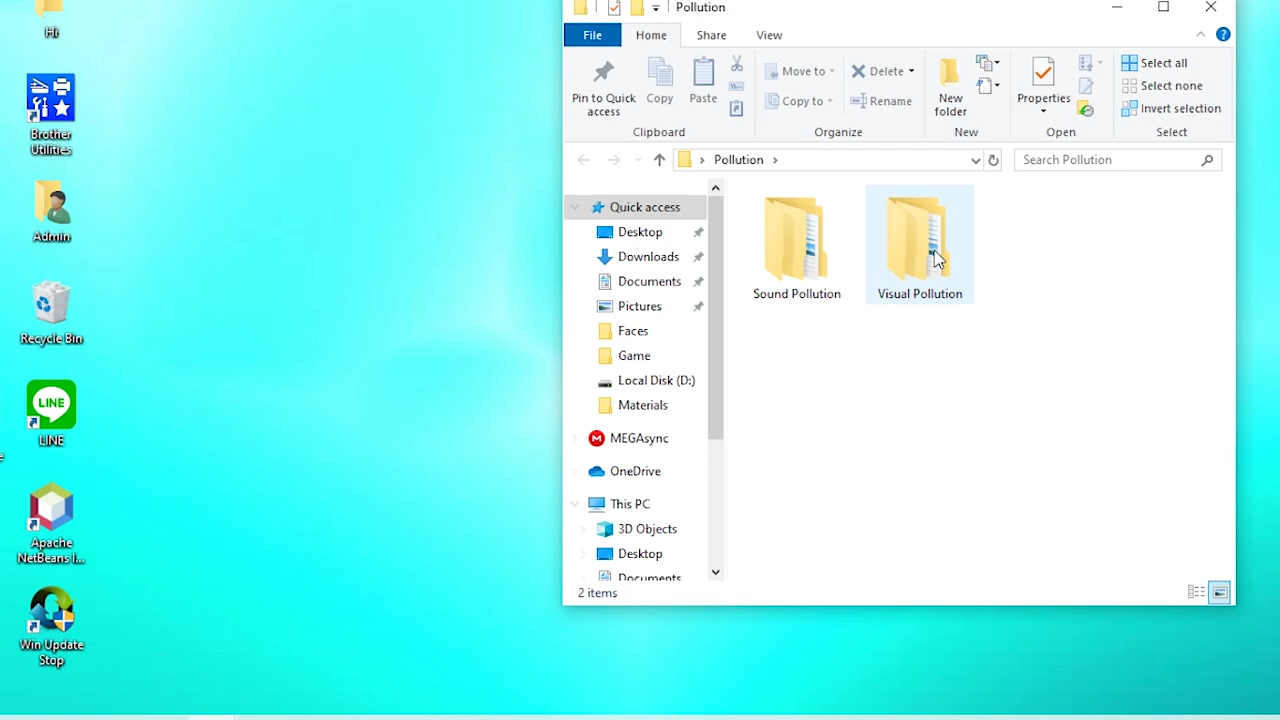 Hi
Brother
Utilities
Admin
Recycle Bin
LINE
LINE
Apache
NetBeans I...
Win Update
Stop
Pollution
File
Home
Share
View
Pin to Quick
access
Copy
Paste
Clipboard
Move to
Copy to
Delete
Rename
Organize
New
folder
New
Properties
Open
Select all
Select none
Invert selection
Select
Pollution
Search Pollution
Quick access
Desktop
Downloads
Documents
Pictures
Faces
Game
Local Disk (D:)
Materials
MEGAsync
OneDrive
This PC
3D Objects
Desktop
Documents
Sound Pollution
Visual Pollution
2 items